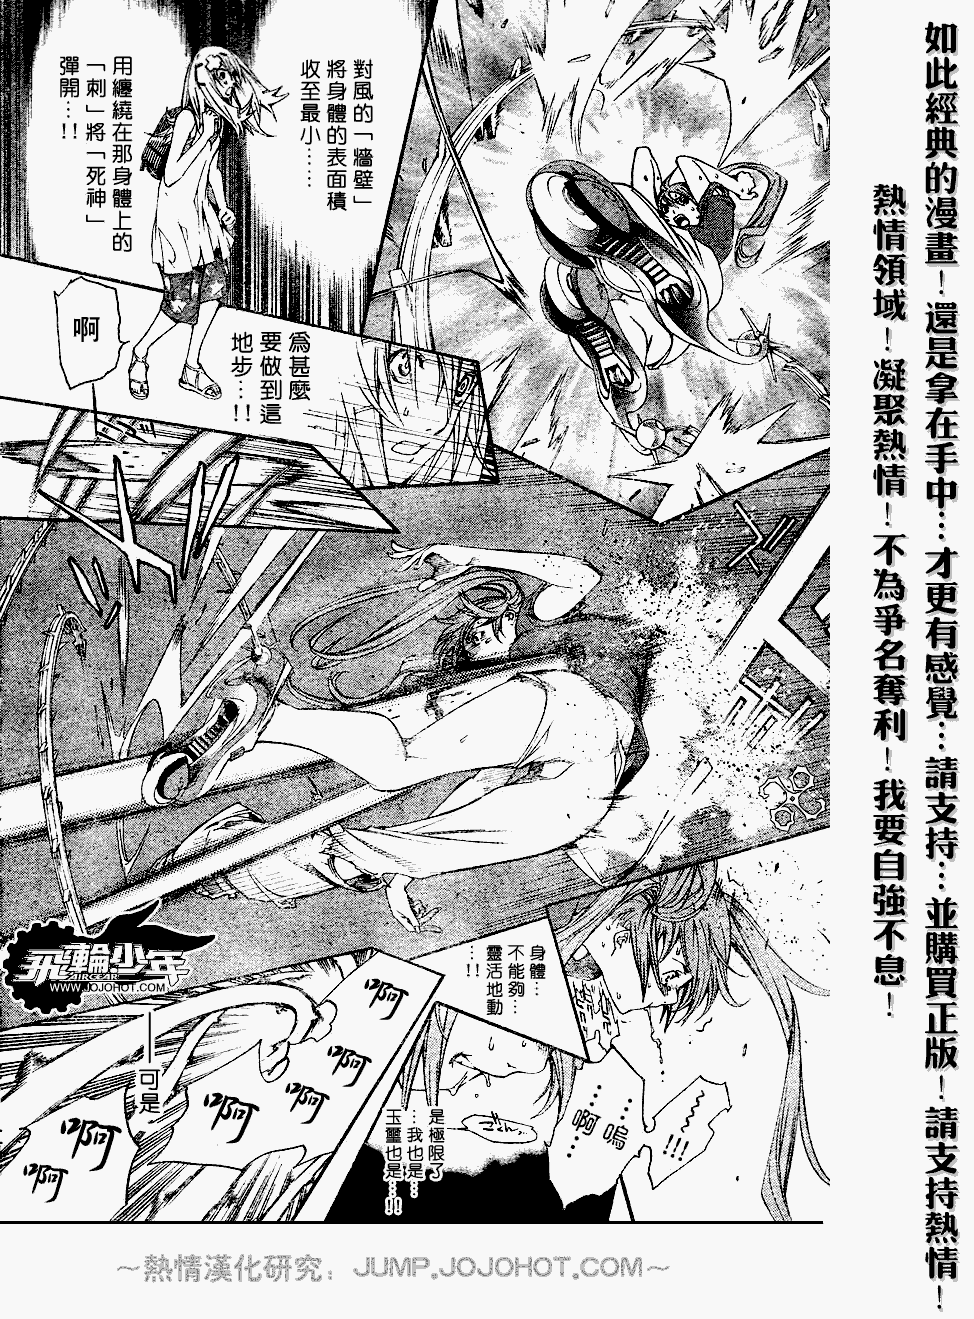 如此經典的漫畫！還是拿在手中…才更有感覺…請支持…並購買正版！請支持熱情！
熱情領域！凝聚熱情！不為爭名奪利！我要自強不息！
對風的「牆壁」
將身體的表面積
收至最小……
用纏繞在那身體上的
「刺」將「死神」
彈開…!!
為甚麼
要做到這
地步…!!
啊
身體…
不能夠…
靈活地動
…!!
!!!
……嗚
……啊
是極限了
…我也是…
玉璽也是…!!
——可是
啊啊
啊啊
啊啊
啊啊
啊啊
啊啊
飛輪少年
AIRGEAR
WWW.JOJOHOT.COM
～熱情漢化研究：JUMP.JOJOHOT.COM～